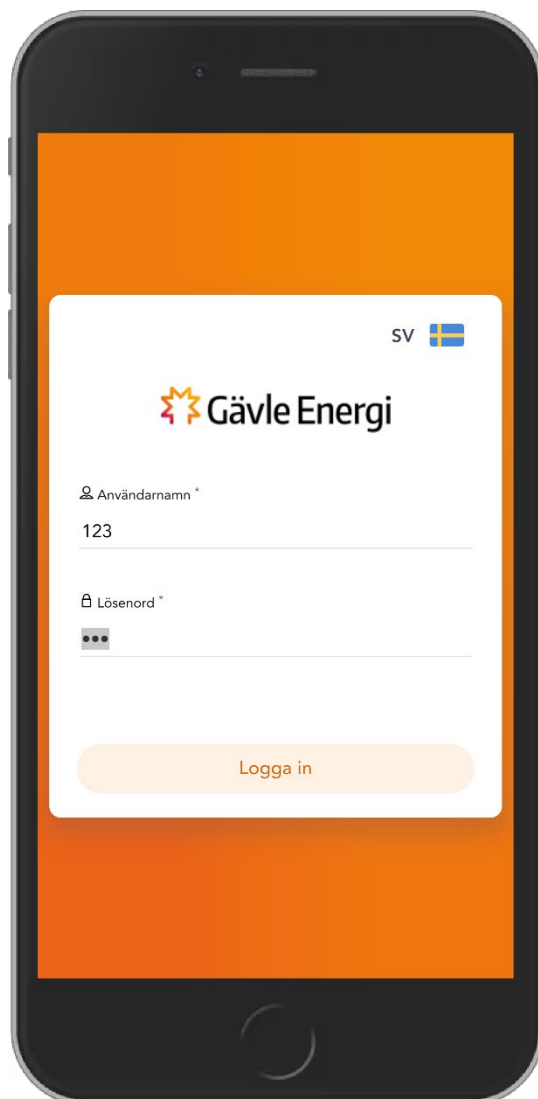 SV
Gävle Energi
Användarnamn *
123
Lösenord *
•••
Logga in